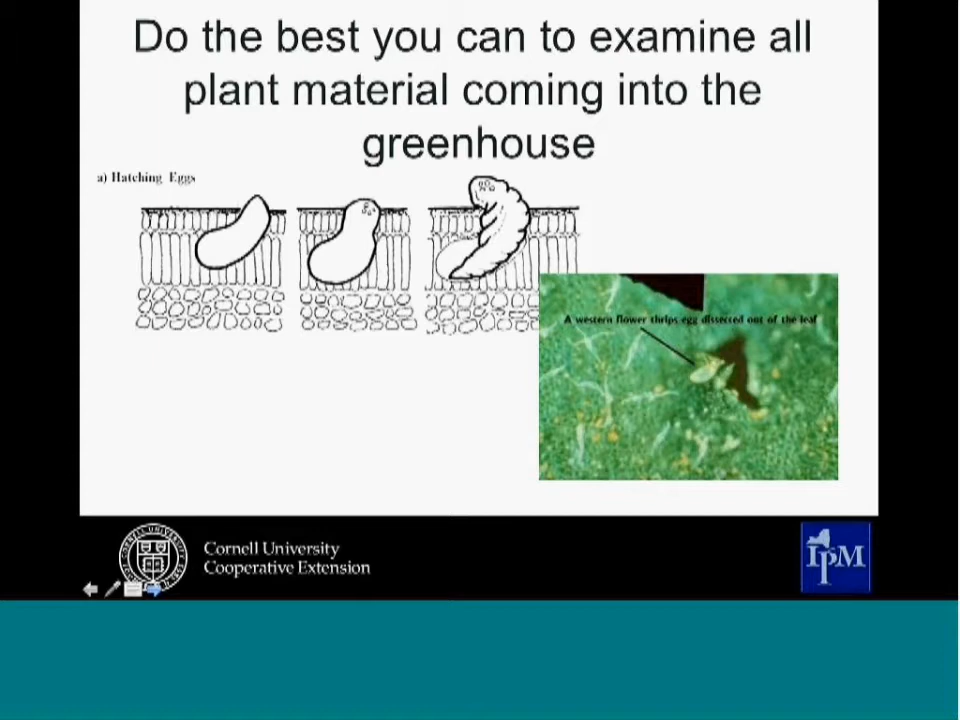 Do the best you can to examine all
plant material coming into the
greenhouse
a) Hatching Eggs
A western flower thrips egg dissected out of the leaf
Cornell University
Cooperative Extension
IPM